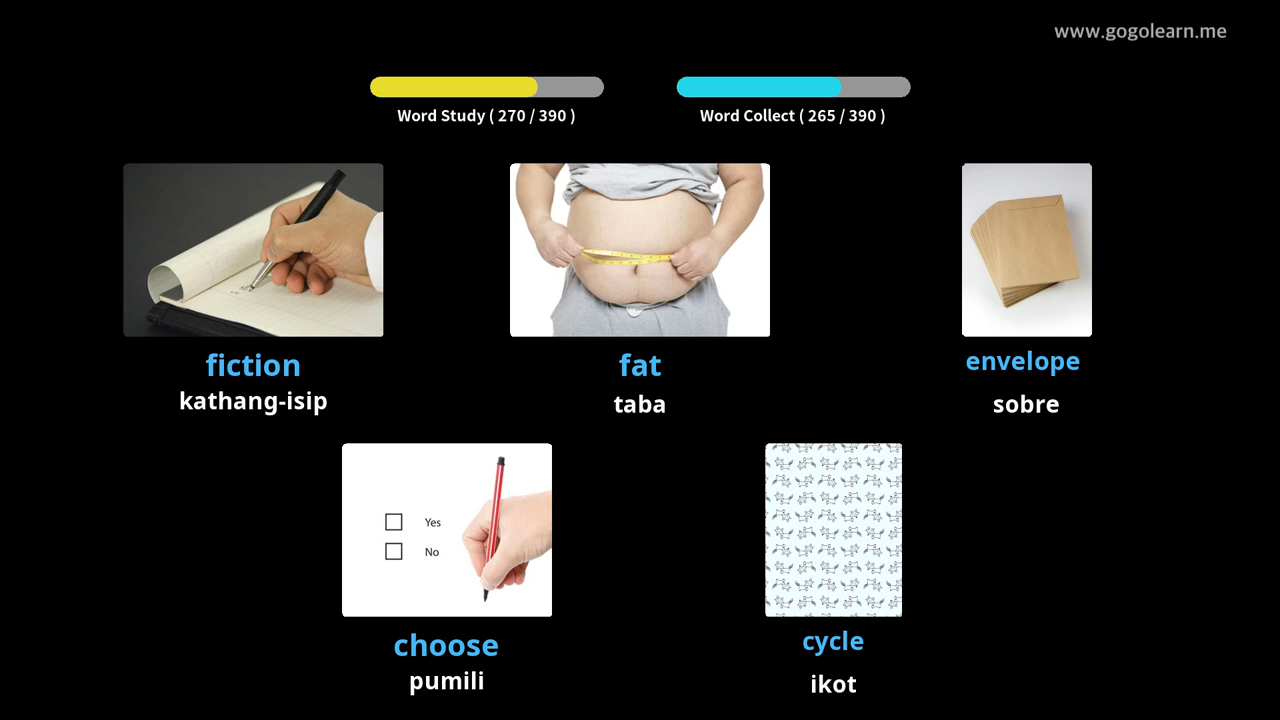 www.gogolearn.me
Word Study ( 270 / 390 )
Word Collect ( 265 / 390 )
fiction
kathang-isip
fat
taba
envelope
sobre
Yes
No
choose
pumili
cycle
ikot